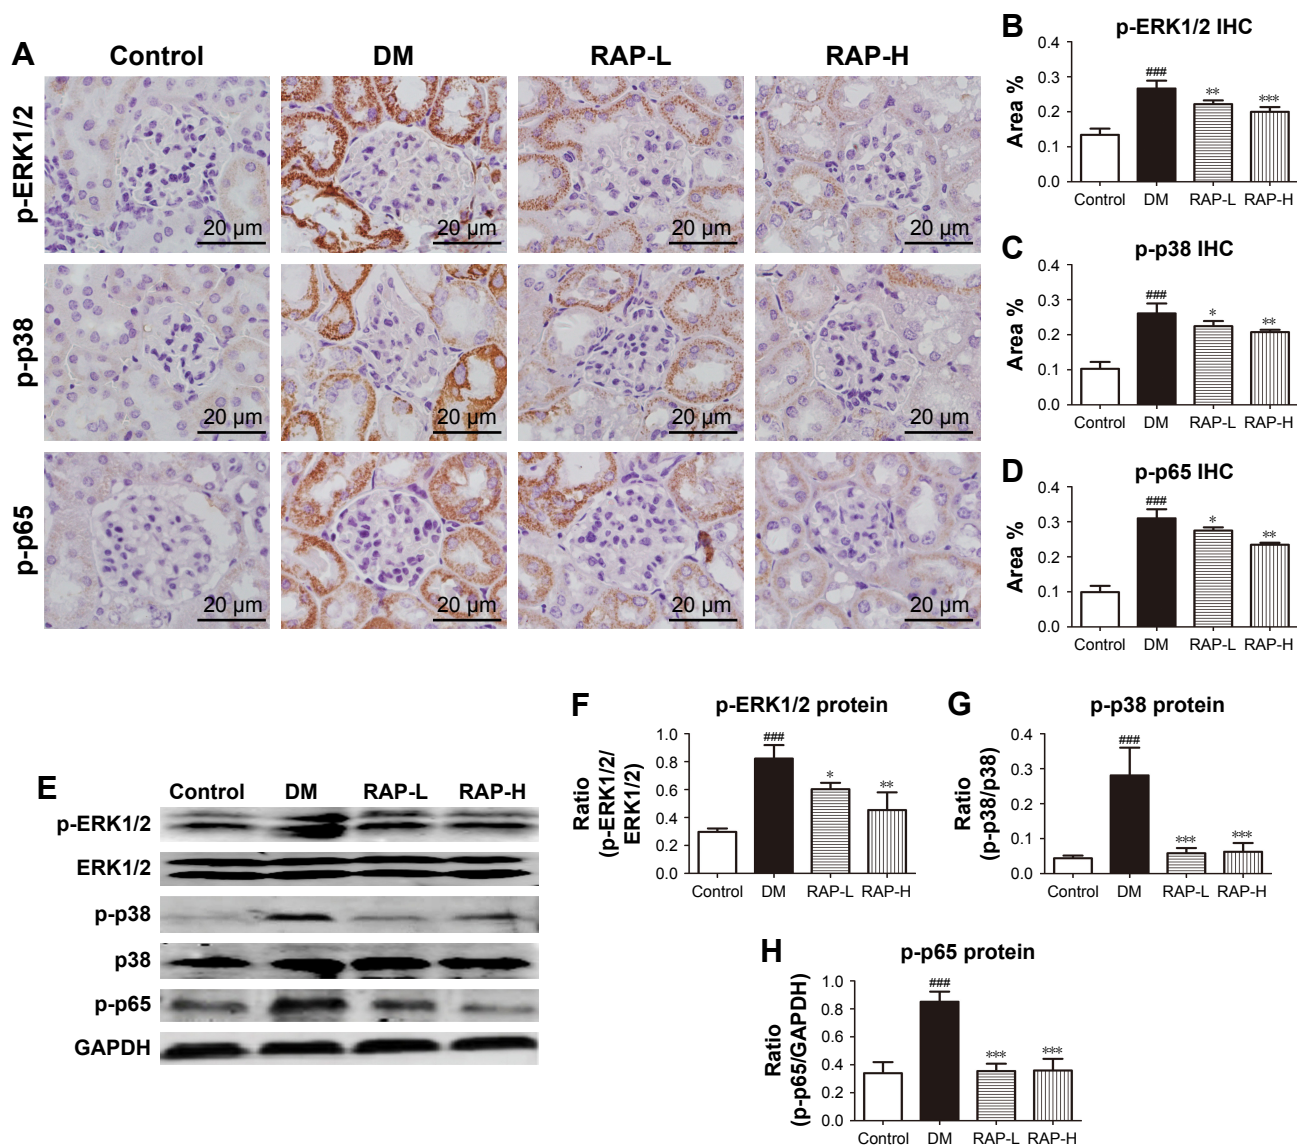 A
Control DM RAP-L RAP-H
p-ERK1/2
20 µm 20 µm 20 µm 20 µm
p-p38
20 µm 20 µm 20 µm 20 µm
p-p65
20 µm 20 µm 20 µm 20 µm
B
p-ERK1/2 IHC
Area %
0.4
0.3
0.2
0.1
0.0
###
**
***
Control DM RAP-L RAP-H
C
p-p38 IHC
Area %
0.4
0.3
0.2
0.1
0.0
###
*
**
Control DM RAP-L RAP-H
D
p-p65 IHC
Area %
0.4
0.3
0.2
0.1
0.0
###
*
**
Control DM RAP-L RAP-H
E
Control DM RAP-L RAP-H
p-ERK1/2
ERK1/2
p-p38
p38
p-p65
GAPDH
F
p-ERK1/2 protein
Ratio
(p-ERK1/2/
ERK1/2)
1.0
0.8
0.6
0.4
0.2
0.0
###
*
**
Control DM RAP-L RAP-H
G
p-p38 protein
Ratio
(p-p38/p38)
0.4
0.3
0.2
0.1
0.0
###
***
***
Control DM RAP-L RAP-H
H
p-p65 protein
Ratio
(p-p65/GAPDH)
1.0
0.8
0.6
0.4
0.2
0.0
###
***
***
Control DM RAP-L RAP-H